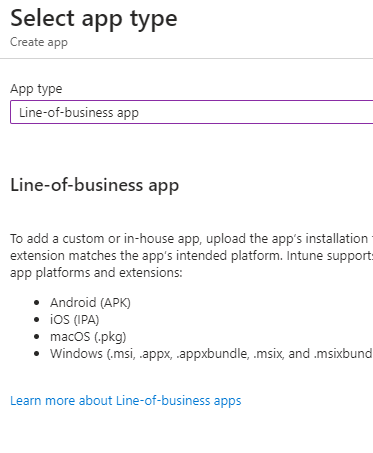 Select app type
Create app
App type
Line-of-business app
Line-of-business app
To add a custom or in-house app, upload the app's installation
extension matches the app's intended platform. Intune supports
app platforms and extensions:
• Android (APK)
• iOS (IPA)
• macOS (.pkg)
• Windows (.msi, .appx, .appxbundle, .msix, and .msixbund
Learn more about Line-of-business apps